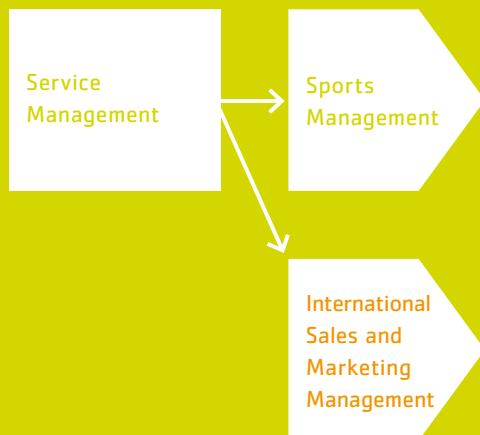 Service
Management
Sports
Management
International
Sales and
Marketing
Management